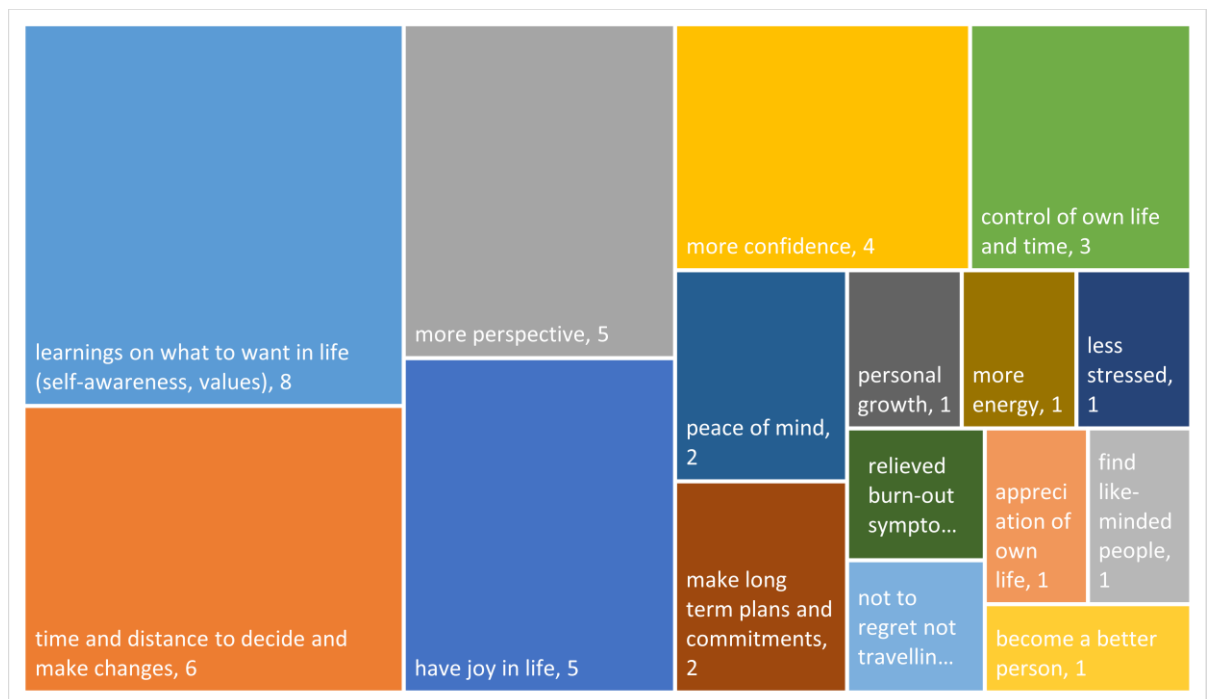 learnings on what to want in life
(self-awareness, values), 8
time and distance to decide and
make changes, 6
more perspective, 5
have joy in life, 5
more confidence, 4
control of own life
and time, 3
peace of mind,
2
make long
term plans and
commitments,
2
personal
growth, 1
more
energy, 1
less
stressed,
1
relieved
burn-out
sympto...
not to
regret not
travellin...
appreci
ation of
own
life, 1
find
like-
minded
people,
1
become a better
person, 1